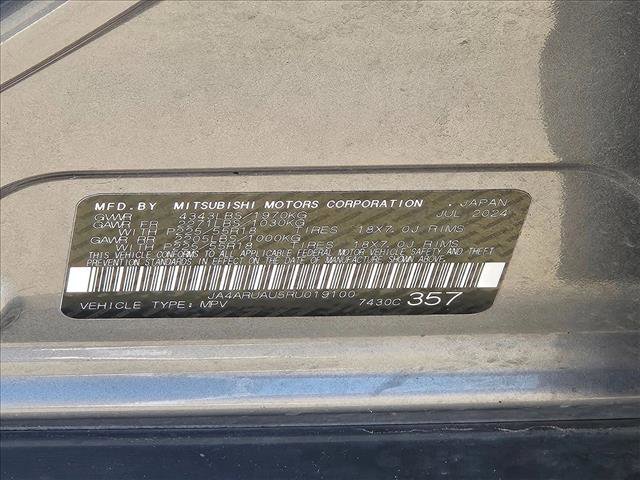 MFD.BY MITSUBISHI MOTORS CORPORATION . JAPAN
GVWR : 4343LBS/1970KG JUL 2024
GAWR FR : 2271LBS/1030KG
WITH P225/55R18 TIRES 18X7.0J RIMS
GAWR RR : 2205LBS/1000KG
WITH P225/55R18 TIRES 18X7.0J RIMS
THIS VEHICLE CONFORMS TO ALL APPLICABLE FEDERAL MOTOR VEHICLE SAFETY AND THEFT
PREVENTION STANDARDS IN EFFECT ON THE DATE OF MANUFACTURE SHOWN ABOVE.
JA4ARUAU5RU019100
VEHICLE TYPE: MPV 7430C 357